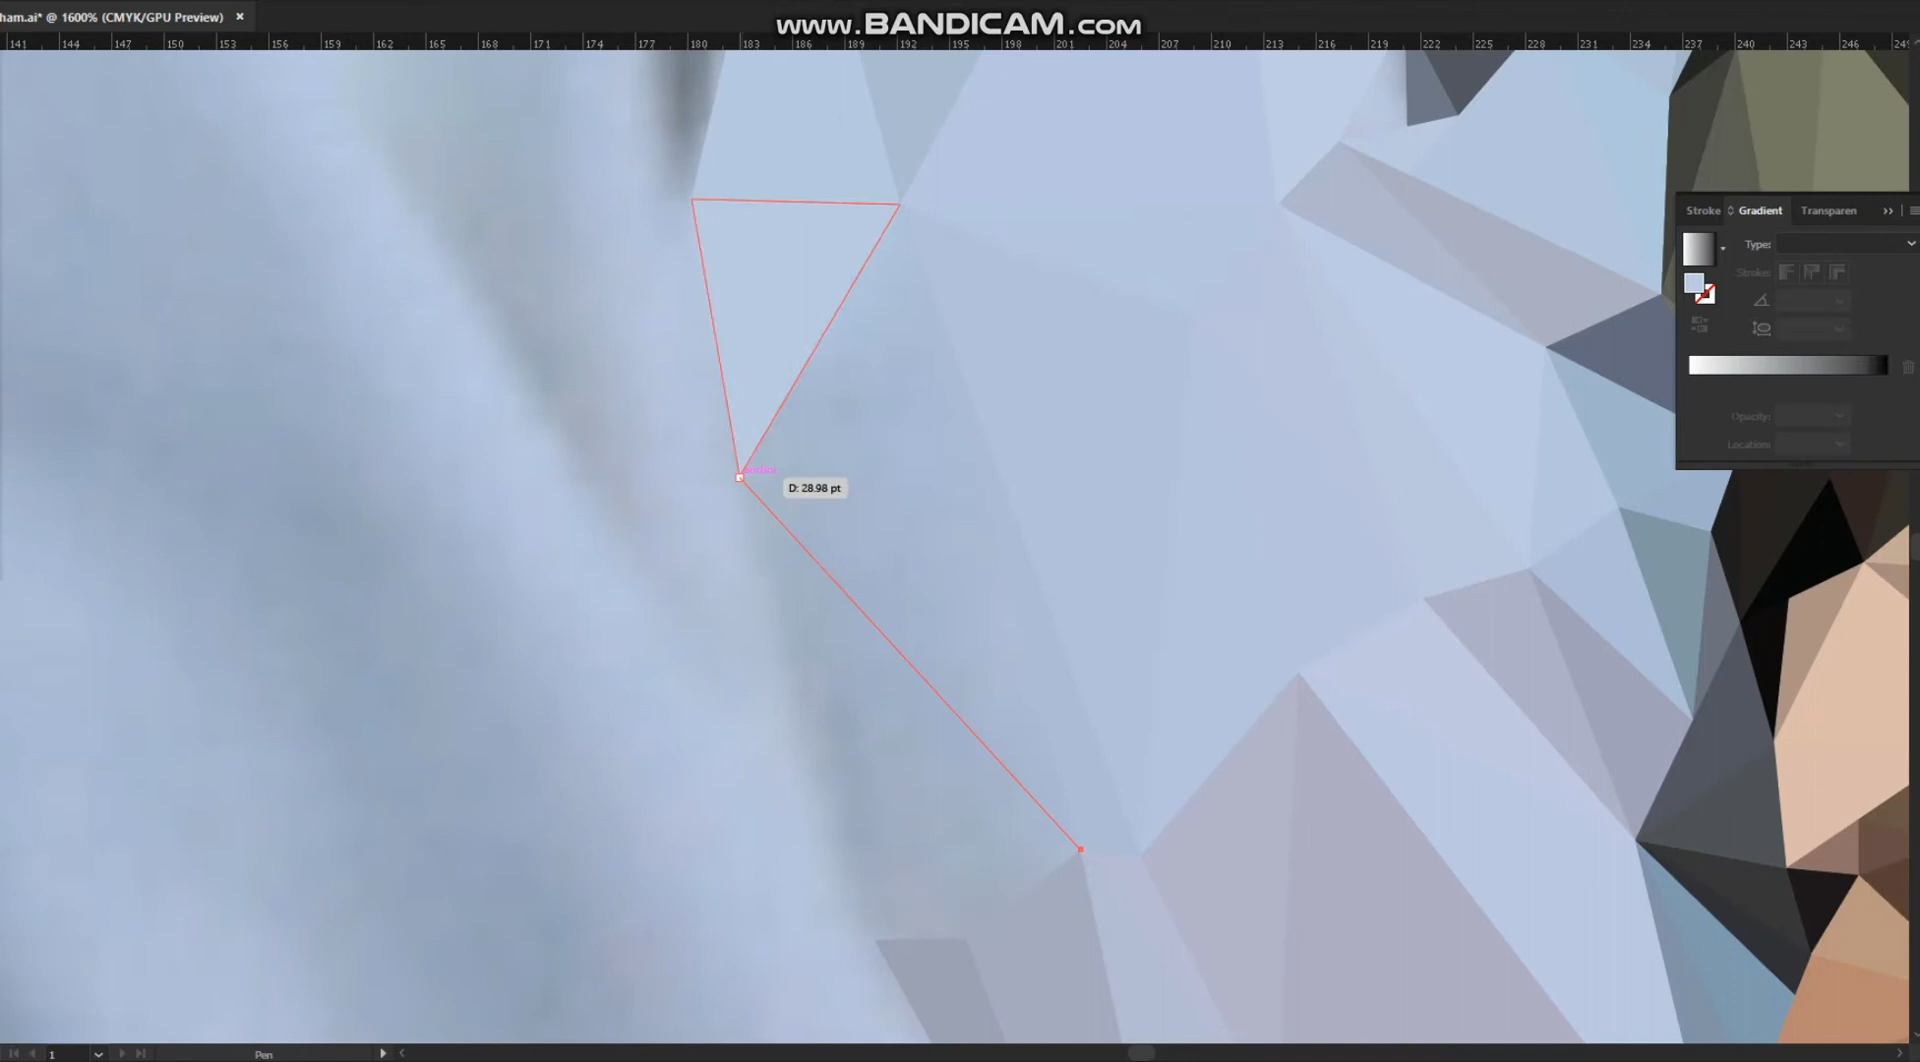 ham.ai* @ 1600% (CMYK/GPU Preview) ×
www.BANDICAM.com
141 144 147 150 153 156 159 162 165 168 171 174 177 180 183 186 189 192 195 198 201 204 207 210 213 216 219 222 225 228 231 234 237 240 243 246 249
Stroke Gradient Transparen
Type:
Stroke:
anchor
D: 28.98 pt
Opacity:
Location:
1 Pen